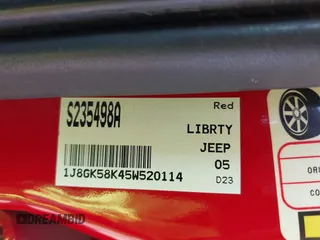 S235498A
Red
LIBRTY
JEEP
05
1J8GK58K45W520114
D23
DREAMBID